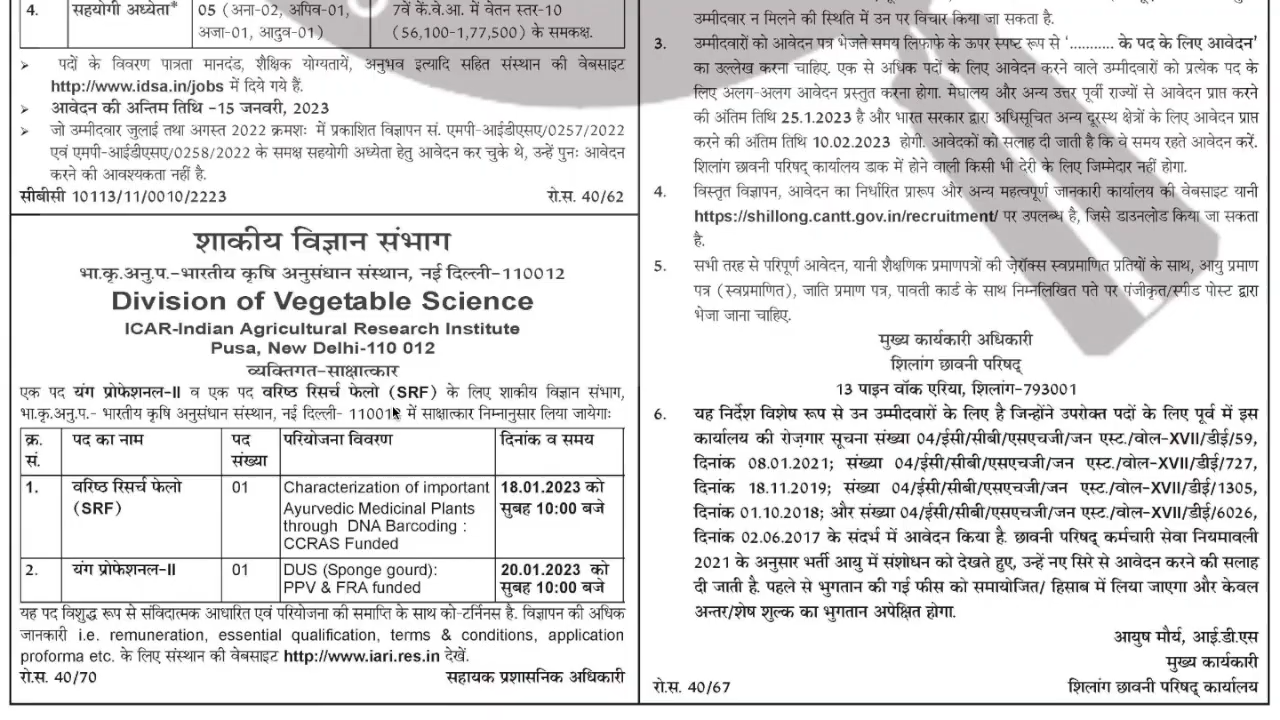 4. सहयोगी अध्येता* 05 (अना-02, अपिव-01, 7वें कें.वे.आ. में वेतन स्तर-10
अजा-01, आदुव-01) (56,100-1,77,500) के समकक्ष.
➢ पदों के विवरण पात्रता मानदंड, शैक्षिक योग्यतायें, अनुभव इत्यादि सहित संस्थान की वेबसाइट
http://www.idsa.in/jobs में दिये गये हैं.
➢ आवेदन की अन्तिम तिथि -15 जनवरी, 2023
➢ जो उम्मीदवार जुलाई तथा अगस्त 2022 क्रमशः में प्रकाशित विज्ञापन सं. एमपी-आईडीएसए/0257/2022
एवं एमपी-आईडीएसए/0258/2022 के समक्ष सहयोगी अध्येता हेतु आवेदन कर चुके थे, उन्हें पुनः आवेदन
करने की आवश्यकता नहीं है.
सीबीसी 10113/11/0010/2223 रो.स. 40/62
शाकीय विज्ञान संभाग
भा.कृ.अनु.प.-भारतीय कृषि अनुसंधान संस्थान, नई दिल्ली-110012
Division of Vegetable Science
ICAR-Indian Agricultural Research Institute
Pusa, New Delhi-110 012
व्यक्तिगत-साक्षात्कार
एक पद यंग प्रोफेशनल-II व एक पद वरिष्ठ रिसर्च फेलो (SRF) के लिए शाकीय विज्ञान संभाग,
भा.कृ.अनु.प.- भारतीय कृषि अनुसंधान संस्थान, नई दिल्ली- 110012 में साक्षात्कार निम्नानुसार लिया जायेगाः
क्र. पद का नाम पद परियोजना विवरण दिनांक व समय
सं. संख्या
1. वरिष्ठ रिसर्च फेलो 01 Characterization of important 18.01.2023 को
(SRF) Ayurvedic Medicinal Plants सुबह 10:00 बजे
through DNA Barcoding :
CCRAS Funded
2. यंग प्रोफेशनल-II 01 DUS (Sponge gourd): 20.01.2023 को
PPV & FRA funded सुबह 10:00 बजे
यह पद विशुद्ध रूप से संविदात्मक आधारित एवं परियोजना की समाप्ति के साथ को-टर्निनस है. विज्ञापन की अधिक
जानकारी i.e. remuneration, essential qualification, terms & conditions, application
proforma etc. के लिए संस्थान की वेबसाइट http://www.iari.res.in देखें.
रो.स. 40/70 सहायक प्रशासनिक अधिकारी
उम्मीदवार न मिलने की स्थिति में उन पर विचार किया जा सकता है.
3. उम्मीदवारों को आवेदन पत्र भेजते समय लिफाफे के ऊपर स्पष्ट रूप से ‘.......... के पद के लिए आवेदन’
का उल्लेख करना चाहिए. एक से अधिक पदों के लिए आवेदन करने वाले उम्मीदवारों को प्रत्येक पद के
लिए अलग-अलग आवेदन प्रस्तुत करना होगा. मेघालय और अन्य उत्तर पूर्वी राज्यों से आवेदन प्राप्त करने
की अंतिम तिथि 25.1.2023 है और भारत सरकार द्वारा अधिसूचित अन्य दूरस्थ क्षेत्रों के लिए आवेदन प्राप्त
करने की अंतिम तिथि 10.02.2023 होगी. आवेदकों को सलाह दी जाती है कि वे समय रहते आवेदन करें.
शिलांग छावनी परिषद् कार्यालय डाक में होने वाली किसी भी देरी के लिए जिम्मेदार नहीं होगा.
4. विस्तृत विज्ञापन, आवेदन का निर्धारित प्रारूप और अन्य महत्वपूर्ण जानकारी कार्यालय की वेबसाइट यानी
https://shillong.cantt.gov.in/recruitment/ पर उपलब्ध है, जिसे डाउनलोड किया जा सकता
है.
5. सभी तरह से परिपूर्ण आवेदन, यानी शैक्षणिक प्रमाणपत्रों की ज़ेरॉक्स स्वप्रमाणित प्रतियों के साथ, आयु प्रमाण
पत्र (स्वप्रमाणित), जाति प्रमाण पत्र, पावती कार्ड के साथ निम्नलिखित पते पर पंजीकृत/स्पीड पोस्ट द्वारा
भेजा जाना चाहिए.
मुख्य कार्यकारी अधिकारी
शिलांग छावनी परिषद्
13 पाइन वॉक एरिया, शिलांग-793001
6. यह निर्देश विशेष रूप से उन उम्मीदवारों के लिए है जिन्होंने उपरोक्त पदों के लिए पूर्व में इस
कार्यालय की रोज़गार सूचना संख्या 04/ईसी/सीबी/एसएचजी/जन एस्ट./वोल-XVII/डीई/59,
दिनांक 08.01.2021; संख्या 04/ईसी/सीबी/एसएचजी/जन एस्ट./वोल-XVII/डीई/727,
दिनांक 18.11.2019; संख्या 04/ईसी/सीबी/एसएचजी/जन एस्ट./वोल-XVII/डीई/1305,
दिनांक 01.10.2018; और संख्या 04/ईसी/सीबी/एसएचजी/जन एस्ट./वोल-XVII/डीई/6026,
दिनांक 02.06.2017 के संदर्भ में आवेदन किया है. छावनी परिषद् कर्मचारी सेवा नियमावली
2021 के अनुसार भर्ती आयु में संशोधन को देखते हुए, उन्हें नए सिरे से आवेदन करने की सलाह
दी जाती है. पहले से भुगतान की गई फीस को समायोजित/ हिसाब में लिया जाएगा और केवल
अन्तर/शेष शुल्क का भुगतान अपेक्षित होगा.
आयुष मौर्य, आई.डी.एस
मुख्य कार्यकारी
रो.स. 40/67 शिलांग छावनी परिषद् कार्यालय